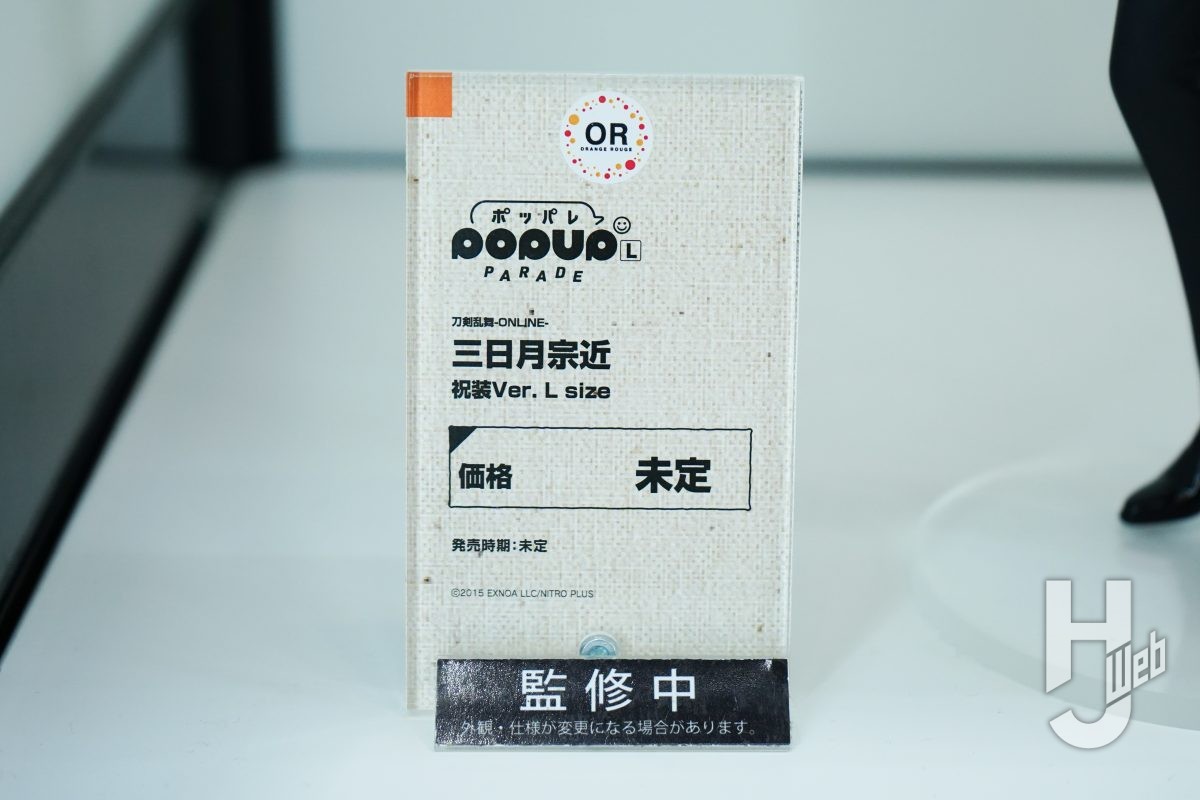 OR
ORANGE ROUGE
ポッパレ
POPUP L
PARADE
刀剣乱舞-ONLINE-
三日月宗近
祝装Ver. L size
価格 未定
発売時期：未定
©2015 EXNOA LLC/NITRO PLUS
監修中
外観・仕様が変更になる場合があります。
HJ Web